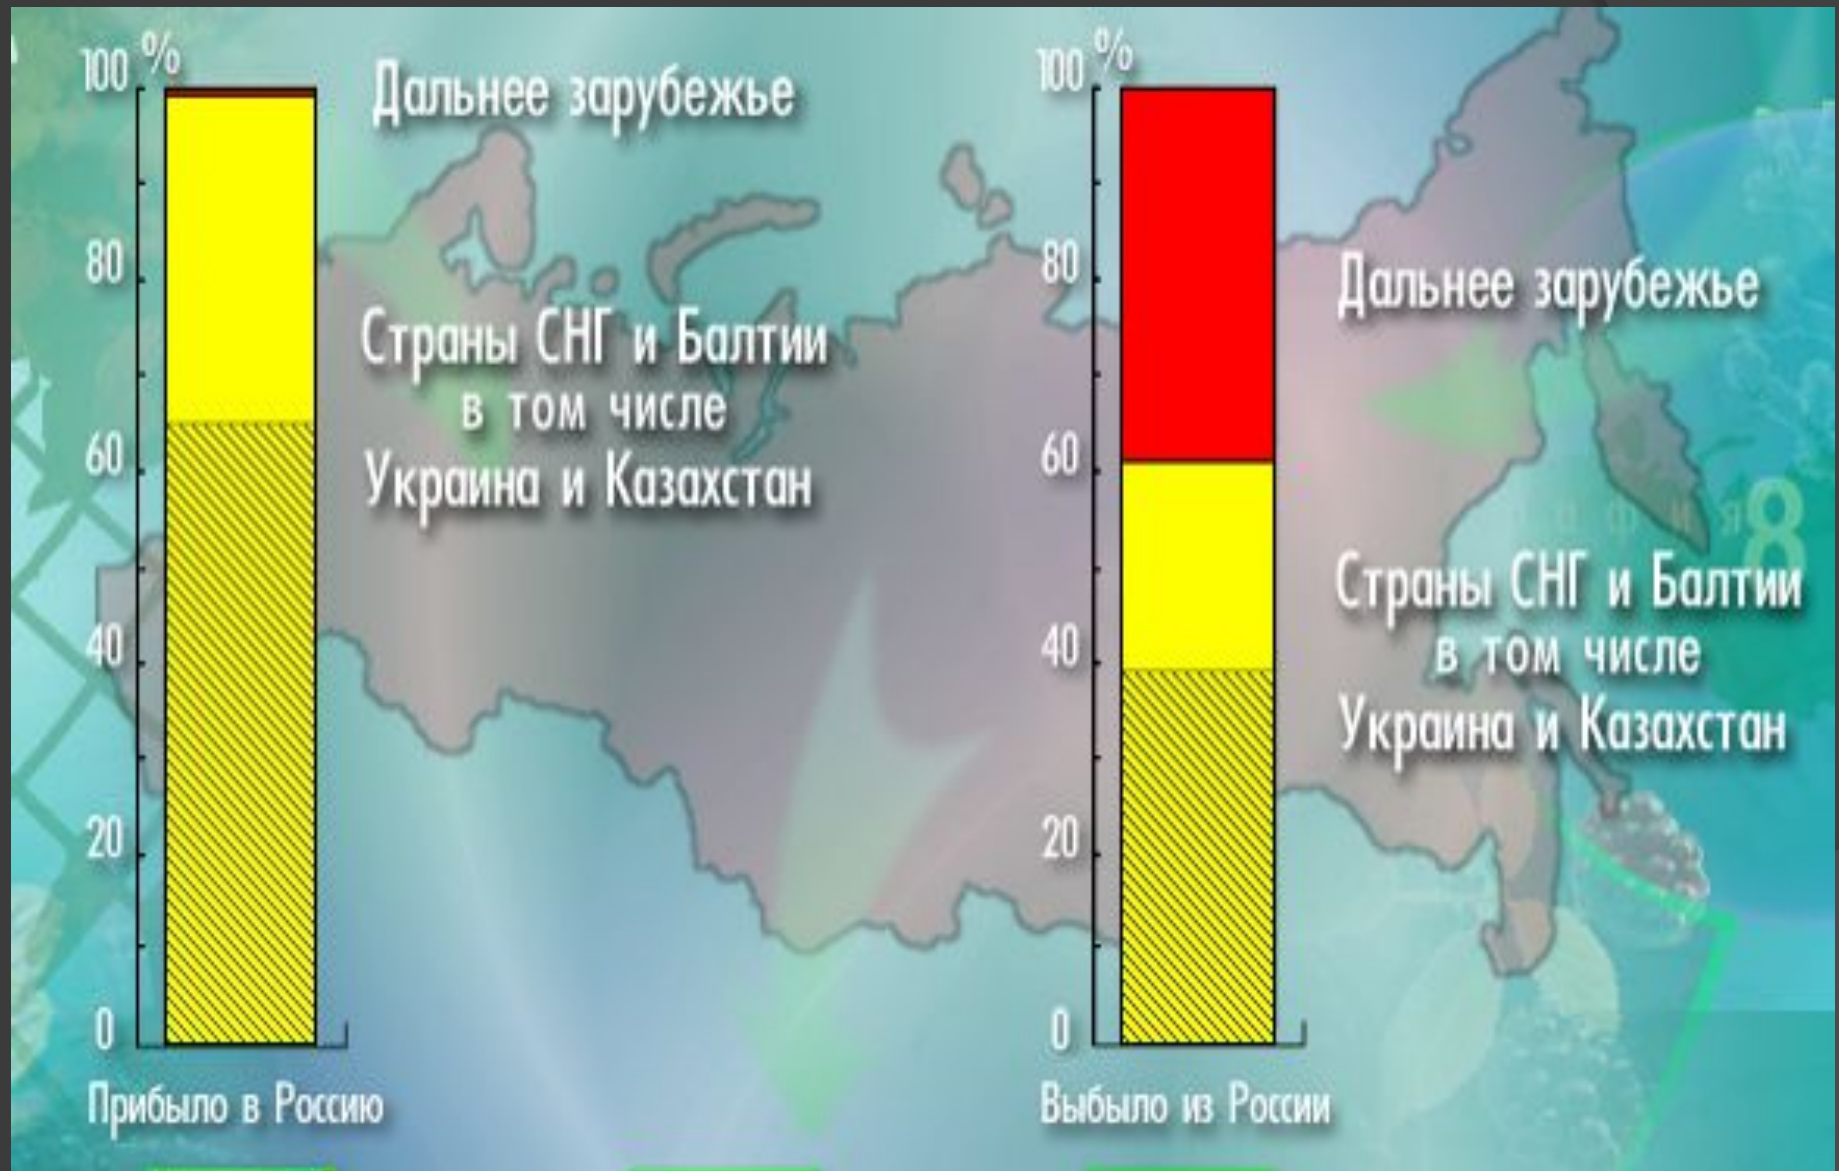 100 %
80
60
40
20
0
Дальнее зарубежье
Страны СНГ и Балтии
в том числе
Украина и Казахстан
Прибыло в Россию
100 %
80
60
40
20
0
Дальнее зарубежье
Страны СНГ и Балтии
в том числе
Украина и Казахстан
Выбыло из России
8